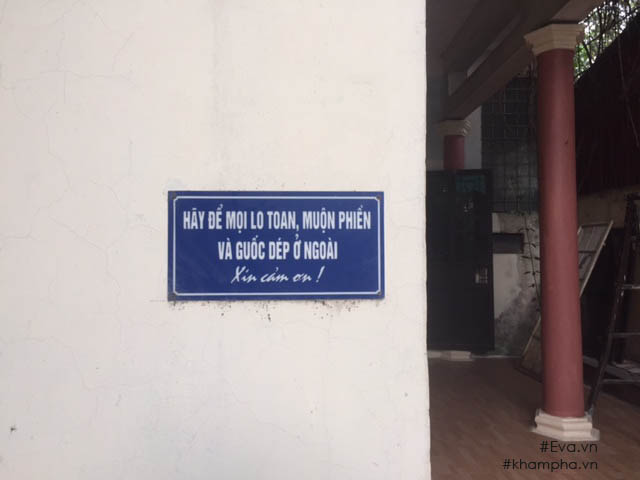 HÃY ĐỂ MỌI LO TOAN, MUỘN PHIỀN
VÀ GUỐC DÉP Ở NGOÀI
Xin cảm ơn !
#Eva.vn
#khampha.vn